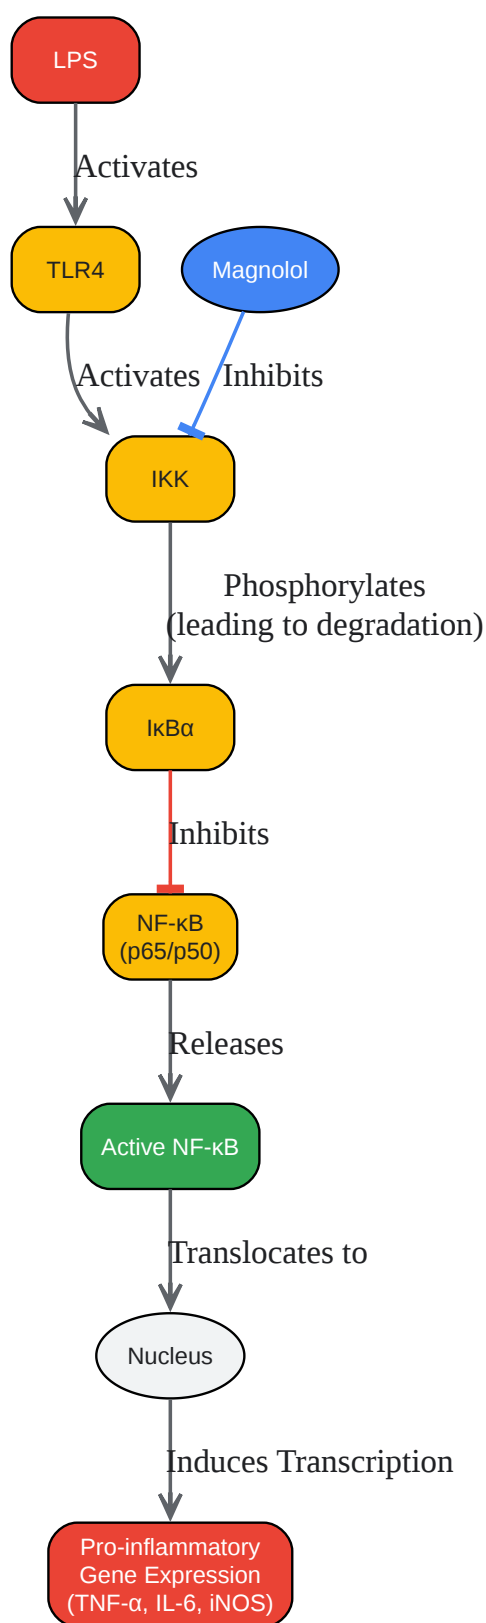 LPS
Activates
TLR4
Magnolol
Activates
Inhibits
IKK
Phosphorylates
(leading to degradation)
IκBα
Inhibits
NF-κB
(p65/p50)
Releases
Active NF-κB
Translocates to
Nucleus
Induces Transcription
Pro-inflammatory
Gene Expression
(TNF-α, IL-6, iNOS)